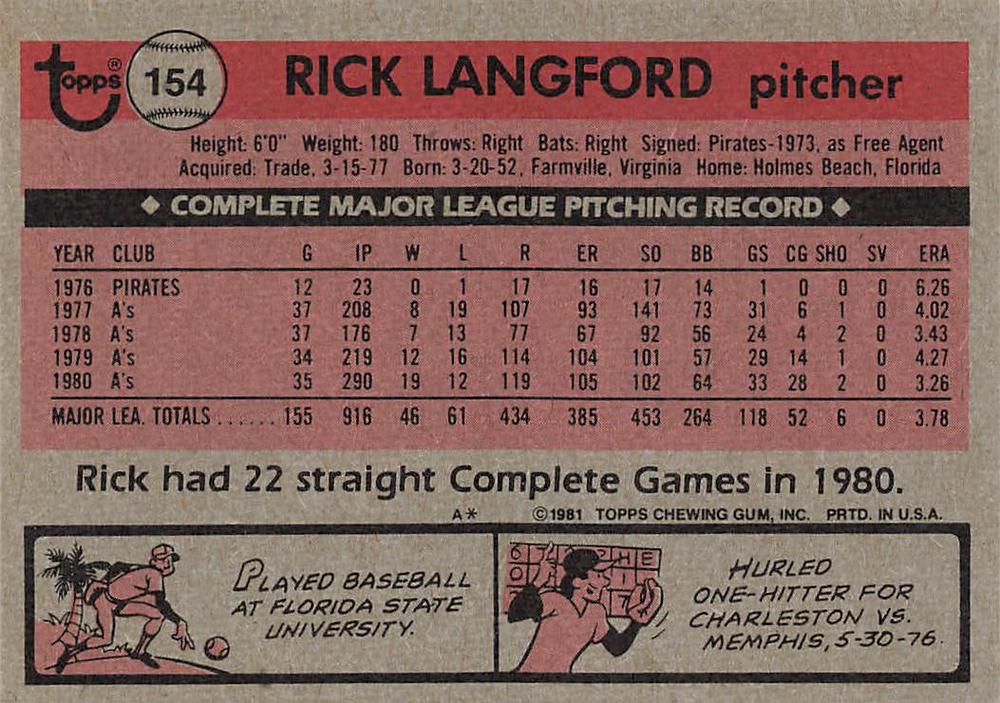 topps® 154 RICK LANGFORD pitcher
Height: 6'0" Weight: 180 Throws: Right Bats: Right Signed: Pirates-1973, as Free Agent
Acquired: Trade, 3-15-77 Born: 3-20-52, Farmville, Virginia Home: Holmes Beach, Florida
◆ COMPLETE MAJOR LEAGUE PITCHING RECORD ◆
YEAR CLUB G IP W L R ER SO BB GS CG SHO SV ERA
1976 PIRATES 12 23 0 1 17 16 17 14 1 0 0 0 6.26
1977 A's 37 208 8 19 107 93 141 73 31 6 1 0 4.02
1978 A's 37 176 7 13 77 67 92 56 24 4 2 0 3.43
1979 A's 34 219 12 16 114 104 101 57 29 14 1 0 4.27
1980 A's 35 290 19 12 119 105 102 64 33 28 2 0 3.26
MAJOR LEA. TOTALS ...... 155 916 46 61 434 385 453 264 118 52 6 0 3.78
Rick had 22 straight Complete Games in 1980.
A* ©1981 TOPPS CHEWING GUM, INC. PRTD. IN U.S.A.
PLAYED BASEBALL
AT FLORIDA STATE
UNIVERSITY.
H E
HURLED
ONE-HITTER FOR
CHARLESTON VS.
MEMPHIS, 5-30-76.